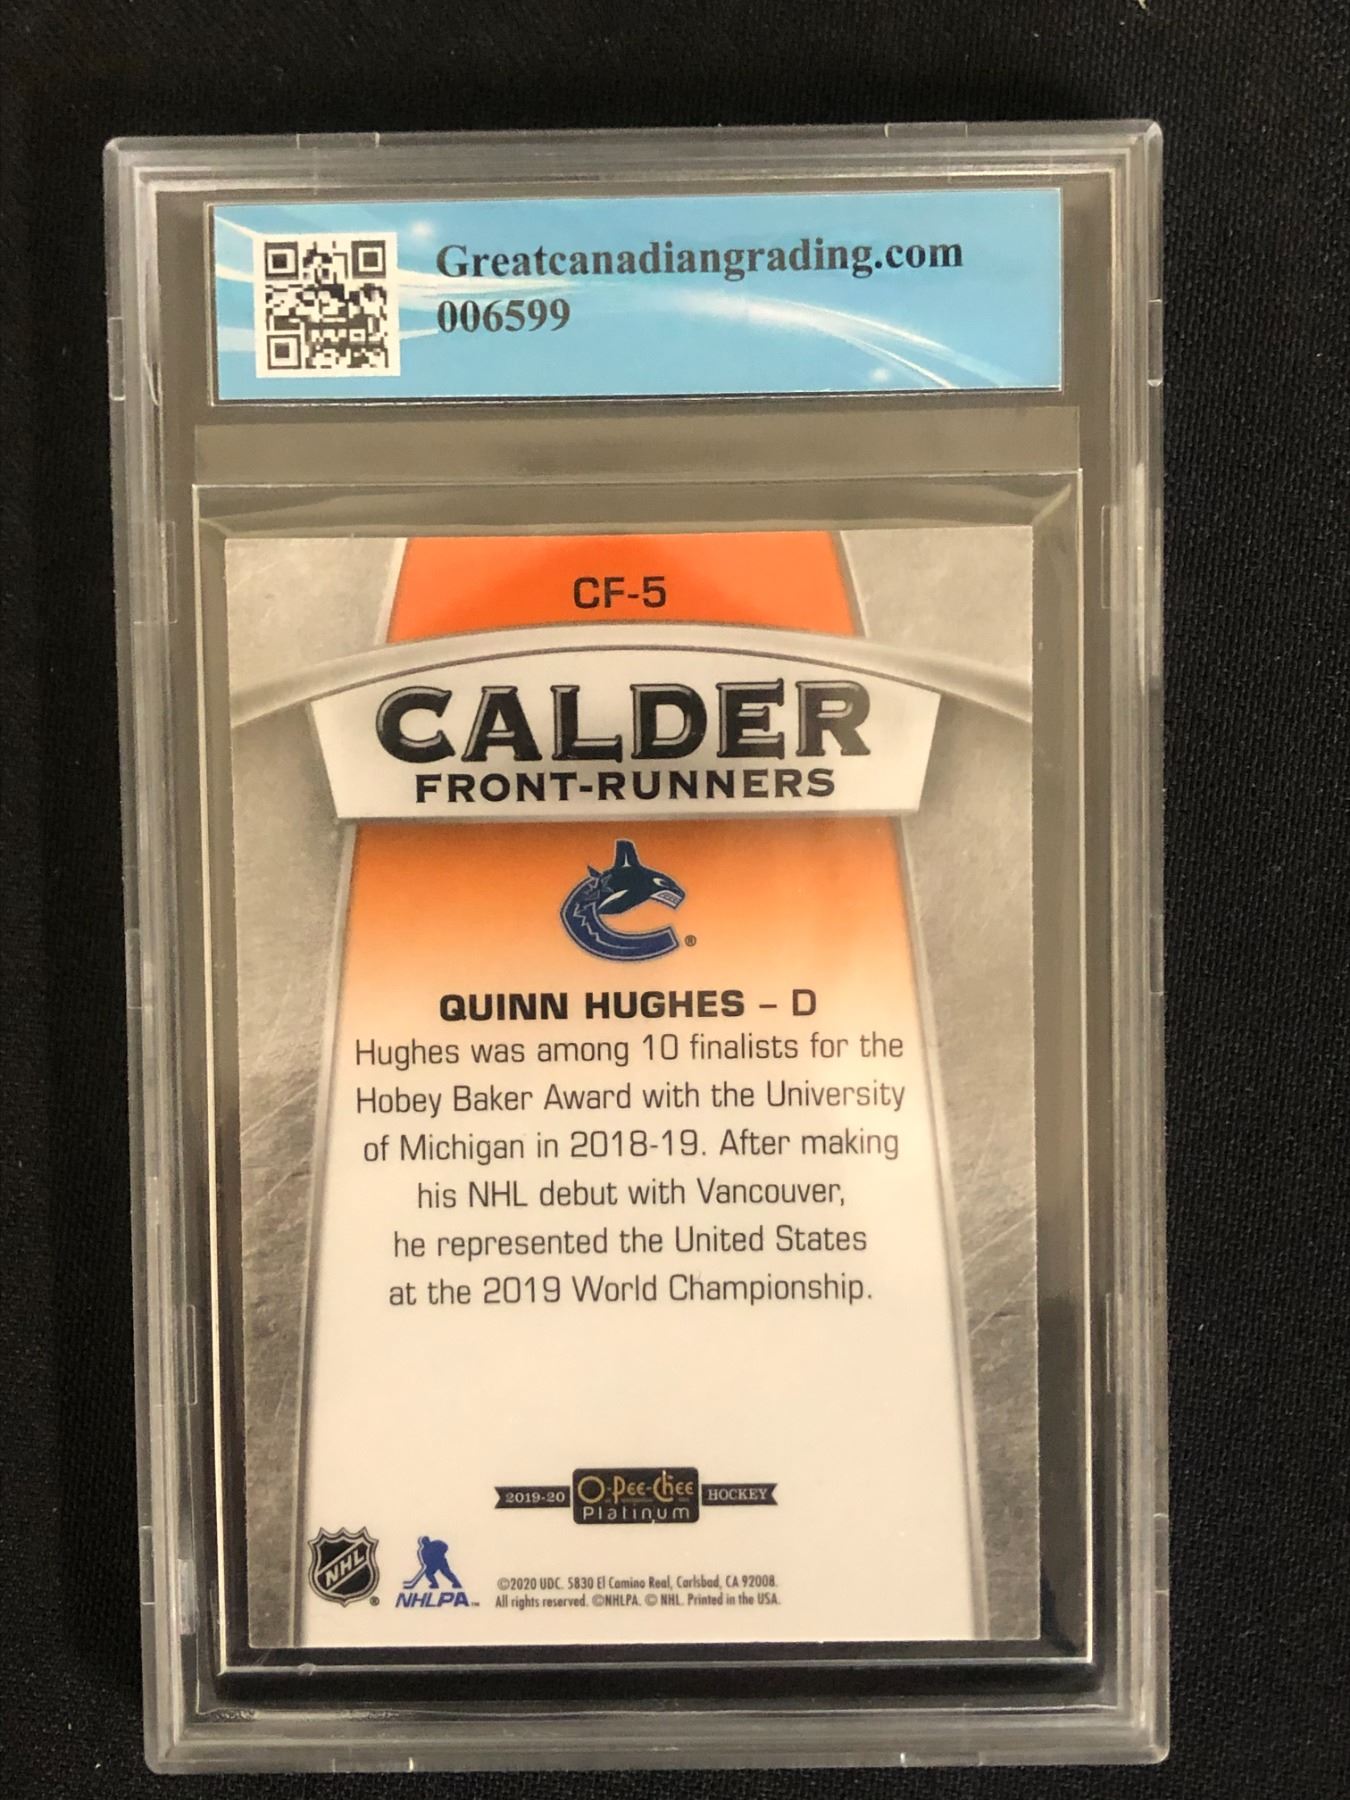 Greatcanadiangrading.com
006599
CF-5
CALDER
FRONT-RUNNERS
®
QUINN HUGHES – D
Hughes was among 10 finalists for the
Hobey Baker Award with the University
of Michigan in 2018-19. After making
his NHL debut with Vancouver,
he represented the United States
at the 2019 World Championship.
2019-20 O-Pee-Chee HOCKEY
Platinum
NHL ® NHLPA™
©2020 UDC. 5830 El Camino Real, Carlsbad, CA 92008.
All rights reserved. ©NHLPA. © NHL. Printed in the USA.